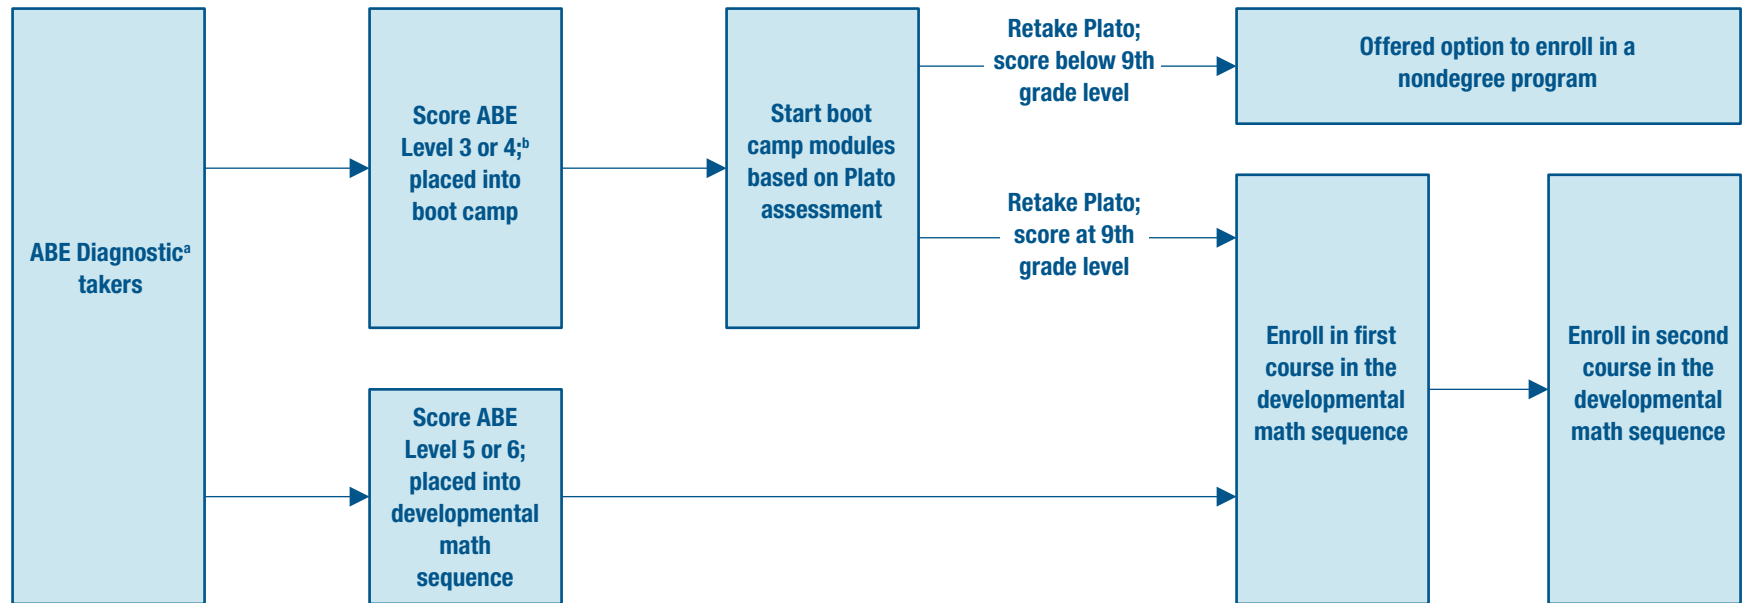 ABE Diagnosticᵃ
takers
Score ABE
Level 3 or 4;ᵇ
placed into
boot camp
Start boot
camp modules
based on Plato
assessment
Retake Plato;
score below 9th
grade level
Offered option to enroll in a
nondegree program
Retake Plato;
score at 9th
grade level
Score ABE
Level 5 or 6;
placed into
developmental
math
sequence
Enroll in first
course in the
developmental
math sequence
Enroll in second
course in the
developmental
math sequence